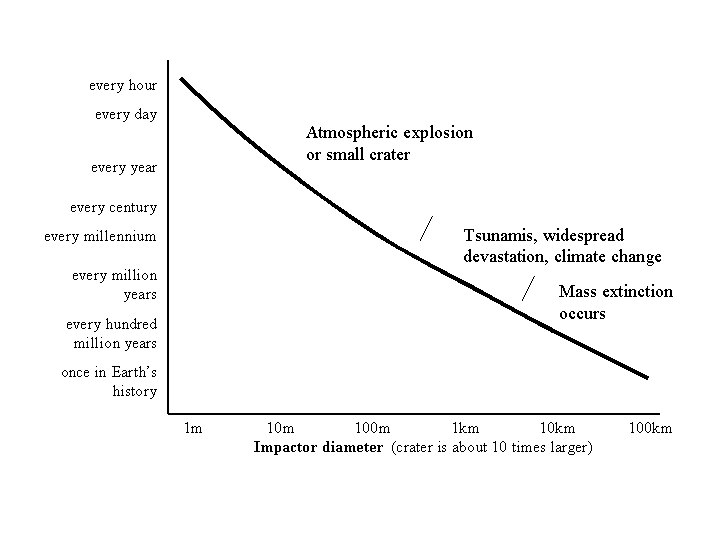 every hour
every day
every year
every century
every millennium
every million
years
every hundred
million years
once in Earth's
history
Atmospheric explosion
or small crater
Tsunamis, widespread
devastation, climate change
Mass extinction
occurs
1m 10m 100m 1km 10km 100km
Impactor diameter (crater is about 10 times larger)